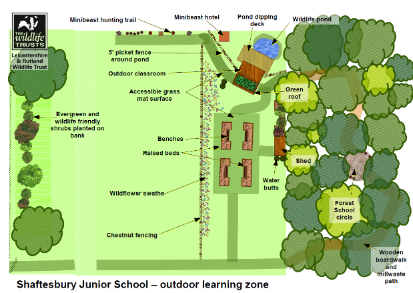 The
wildlife
TRUSTS
Leicestershire
& Rutland
Wildlife Trust
Minibeast hunting trail
Minibeast hotel
Pond dipping
deck
Wildlife pond
5' picket fence
around pond
Outdoor classroom
Accessible grass
mat surface
Green
roof
Evergreen and
wildlife friendly
shrubs planted on
bank
Benches
Raised beds
Shed
Water
butts
Wildflower swathe
Forest
School
circle
Chestnut fencing
Wooden
boardwalk and
millwaste
path
Shaftesbury Junior School – outdoor learning zone